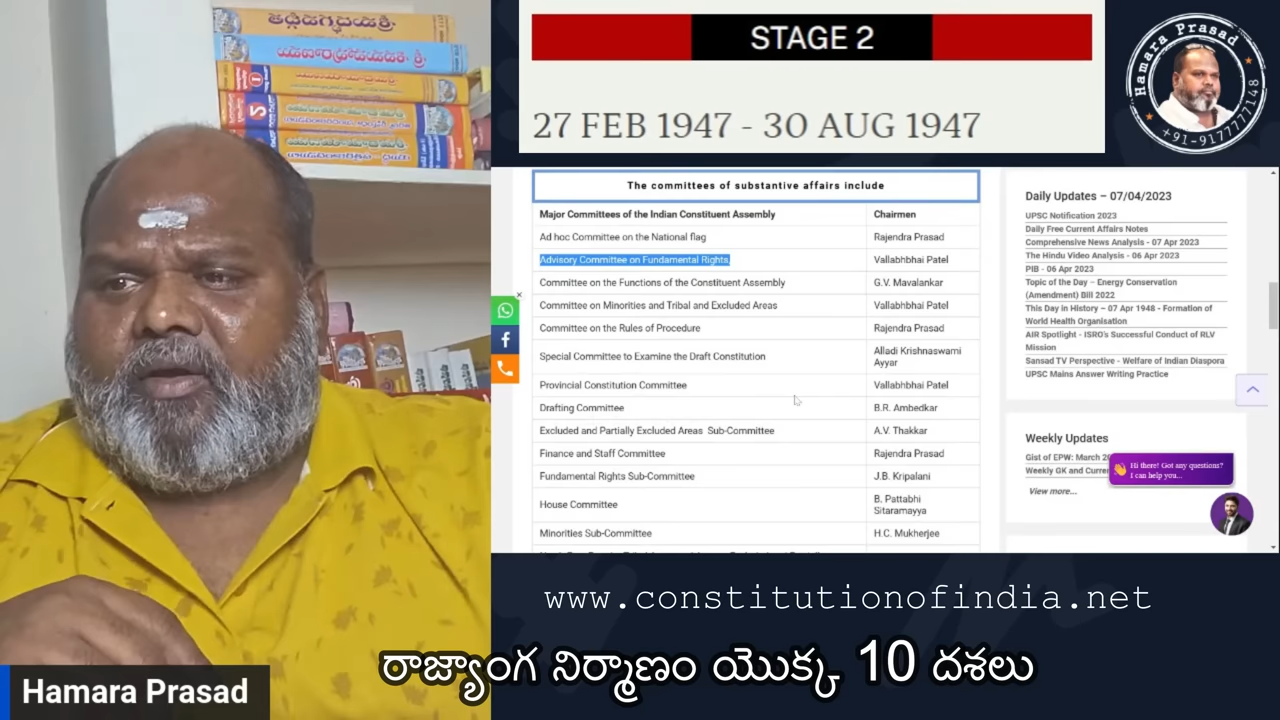 STAGE 2
27 FEB 1947 - 30 AUG 1947
Hamara Prasad
+91-9177777148
The committees of substantive affairs include
Major Committees of the Indian Constituent Assembly Chairmen
Ad hoc Committee on the National flag Rajendra Prasad
Advisory Committee on Fundamental Rights, Vallabhbhai Patel
Committee on the Functions of the Constituent Assembly G.V. Mavalankar
Committee on Minorities and Tribal and Excluded Areas Vallabhbhai Patel
Committee on the Rules of Procedure Rajendra Prasad
Special Committee to Examine the Draft Constitution Alladi Krishnaswami
Ayyar
Provincial Constitution Committee Vallabhbhai Patel
Drafting Committee B.R. Ambedkar
Excluded and Partially Excluded Areas Sub-Committee A.V. Thakkar
Finance and Staff Committee Rajendra Prasad
Fundamental Rights Sub-Committee J.B. Kripalani
House Committee B. Pattabhi
Sitaramayya
Minorities Sub-Committee H.C. Mukherjee
Daily Updates – 07/04/2023
UPSC Notification 2023
Daily Free Current Affairs Notes
Comprehensive News Analysis - 07 Apr 2023
The Hindu Video Analysis - 06 Apr 2023
PIB - 06 Apr 2023
Topic of the Day – Energy Conservation
(Amendment) Bill 2022
This Day in History – 07 Apr 1948 - Formation of
World Health Organisation
AIR Spotlight - ISRO's Successful Conduct of RLV
Mission
Sansad TV Perspective - Welfare of Indian Diaspora
UPSC Mains Answer Writing Practice
Weekly Updates
Gist of EPW: March
Weekly GK and
View more...
Hi there! Got any questions?
I can help you...
www.constitutionofindia.net
రాజ్యాంగ నిర్మాణం యొక్క 10 దశలు
Hamara Prasad